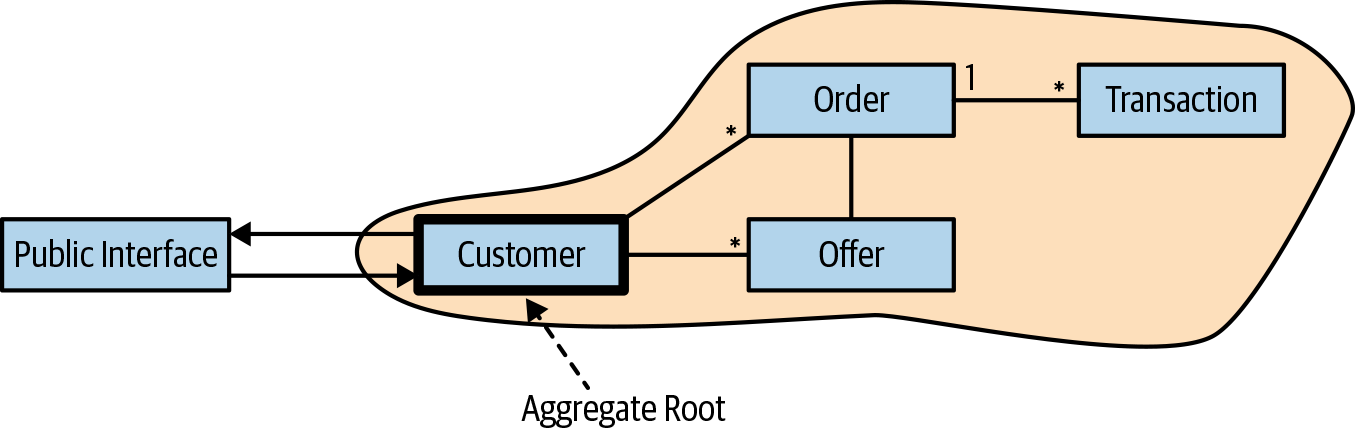 Order
1
*
Transaction
*
Public Interface
Customer
*
Offer
Aggregate Root